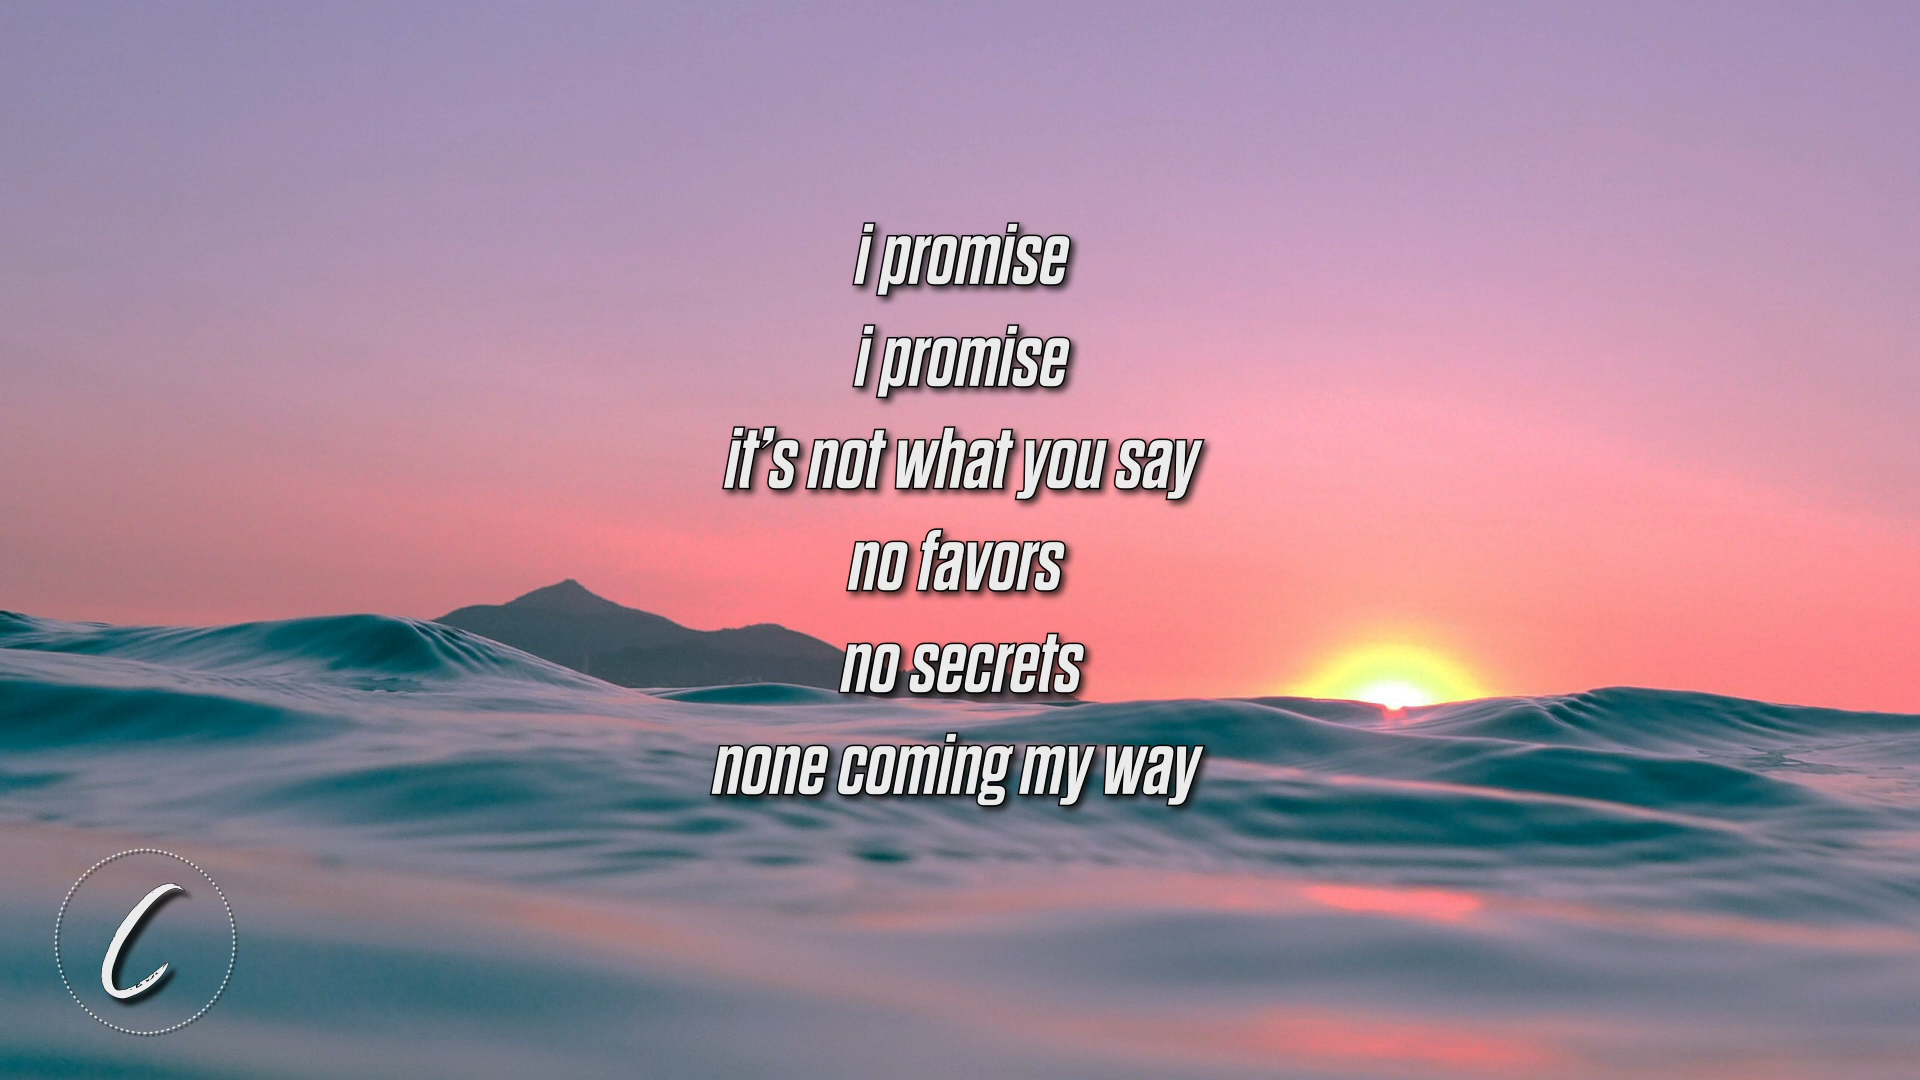 i promise
i promise
it's not what you say
no favors
no secrets
none coming my way
C